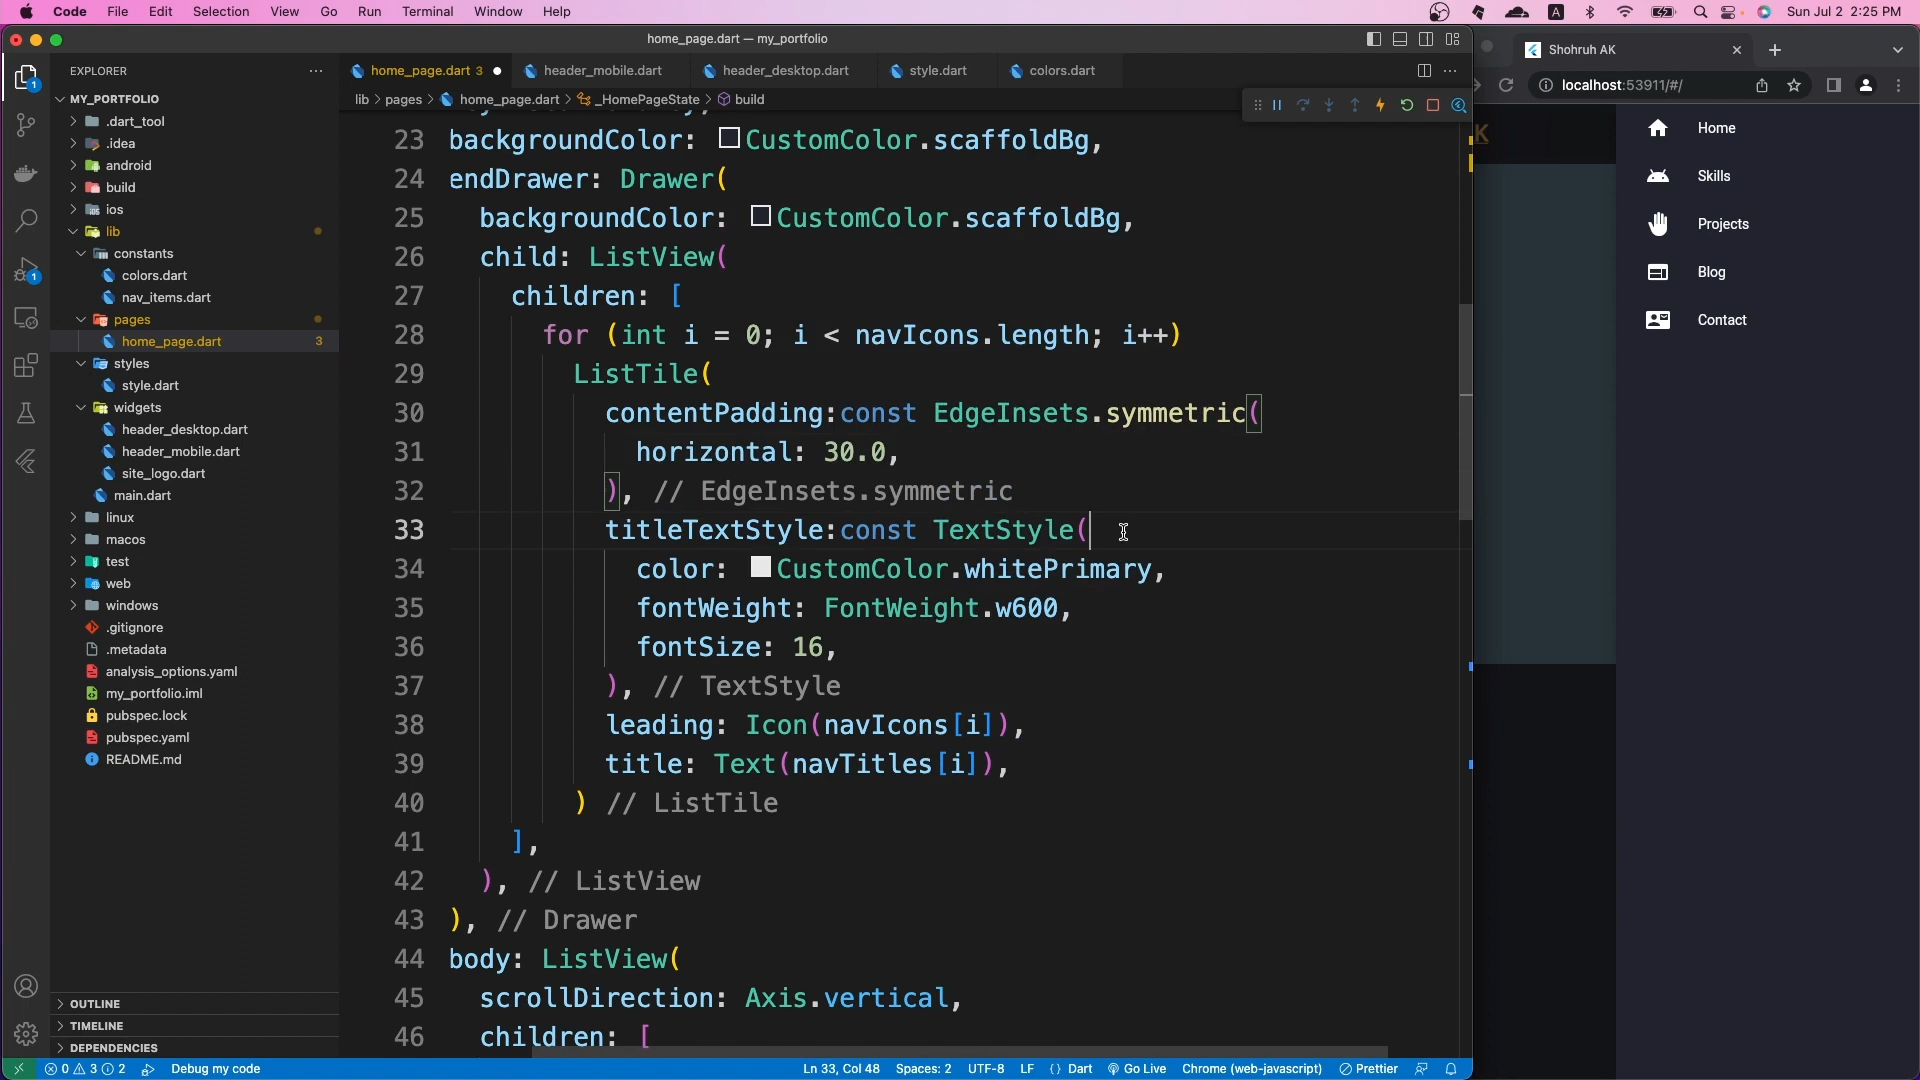 Code File Edit Selection View Go Run Terminal Window Help
A
Sun Jul 2 2:25 PM
home_page.dart — my_portfolio
EXPLORER
MY_PORTFOLIO
.dart_tool
.idea
android
build
ios
lib
constants
colors.dart
nav_items.dart
pages
home_page.dart 3
styles
style.dart
widgets
header_desktop.dart
header_mobile.dart
site_logo.dart
main.dart
linux
macos
test
web
windows
.gitignore
.metadata
analysis_options.yaml
my_portfolio.iml
pubspec.lock
pubspec.yaml
README.md
OUTLINE
TIMELINE
DEPENDENCIES
1
1
home_page.dart 3 header_mobile.dart header_desktop.dart style.dart colors.dart
lib > pages > home_page.dart > _HomePageState > build
23 backgroundColor: CustomColor.scaffoldBg,
24 endDrawer: Drawer(
25 backgroundColor: CustomColor.scaffoldBg,
26 child: ListView(
27 children: [
28 for (int i = 0; i < navIcons.length; i++)
29 ListTile(
30 contentPadding:const EdgeInsets.symmetric(
31 horizontal: 30.0,
32 ), // EdgeInsets.symmetric
33 titleTextStyle:const TextStyle(
34 color: CustomColor.whitePrimary,
35 fontWeight: FontWeight.w600,
36 fontSize: 16,
37 ), // TextStyle
38 leading: Icon(navIcons[i]),
39 title: Text(navTitles[i]),
40 ) // ListTile
41 ],
42 ), // ListView
43 ), // Drawer
44 body: ListView(
45 scrollDirection: Axis.vertical,
46 children: [
0 3 2 Debug my code
Ln 33, Col 48 Spaces: 2 UTF-8 LF {} Dart Go Live Chrome (web-javascript) Prettier
Shohruh AK
localhost:53911/#/
K
Home
Skills
Projects
Blog
Contact